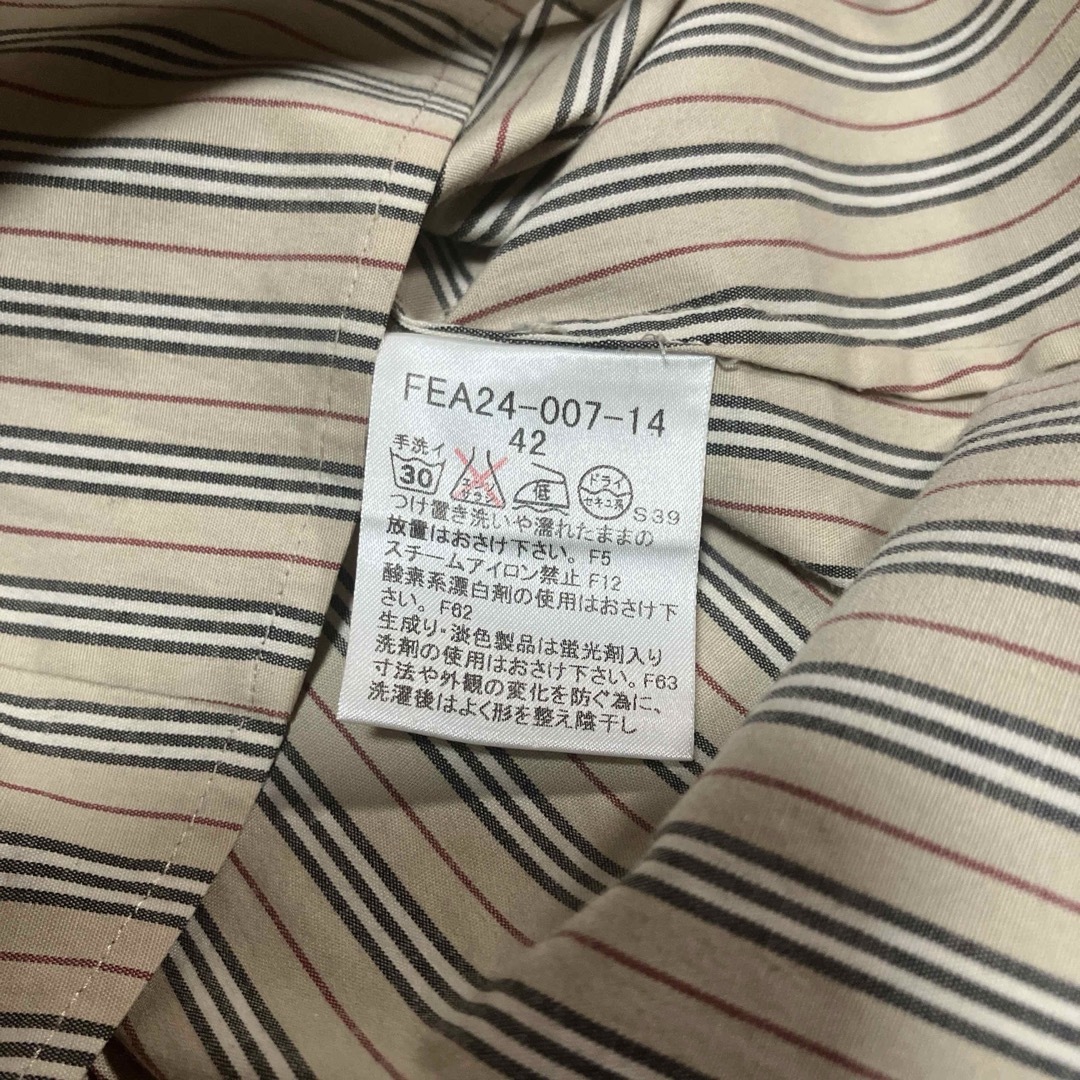 FEA24-007-14
42
手洗イ
30 エンソサラシ 低 ドライ セキユ系 S39
つけ置き洗いや濡れたままの
放置はおさけ下さい。F5
スチームアイロン禁止 F12
酸素系漂白剤の使用はおさけ下
さい。F62
生成り・淡色製品は蛍光剤入り
洗剤の使用はおさけ下さい。F63
寸法や外観の変化を防ぐ為に、
洗濯後はよく形を整え陰干し